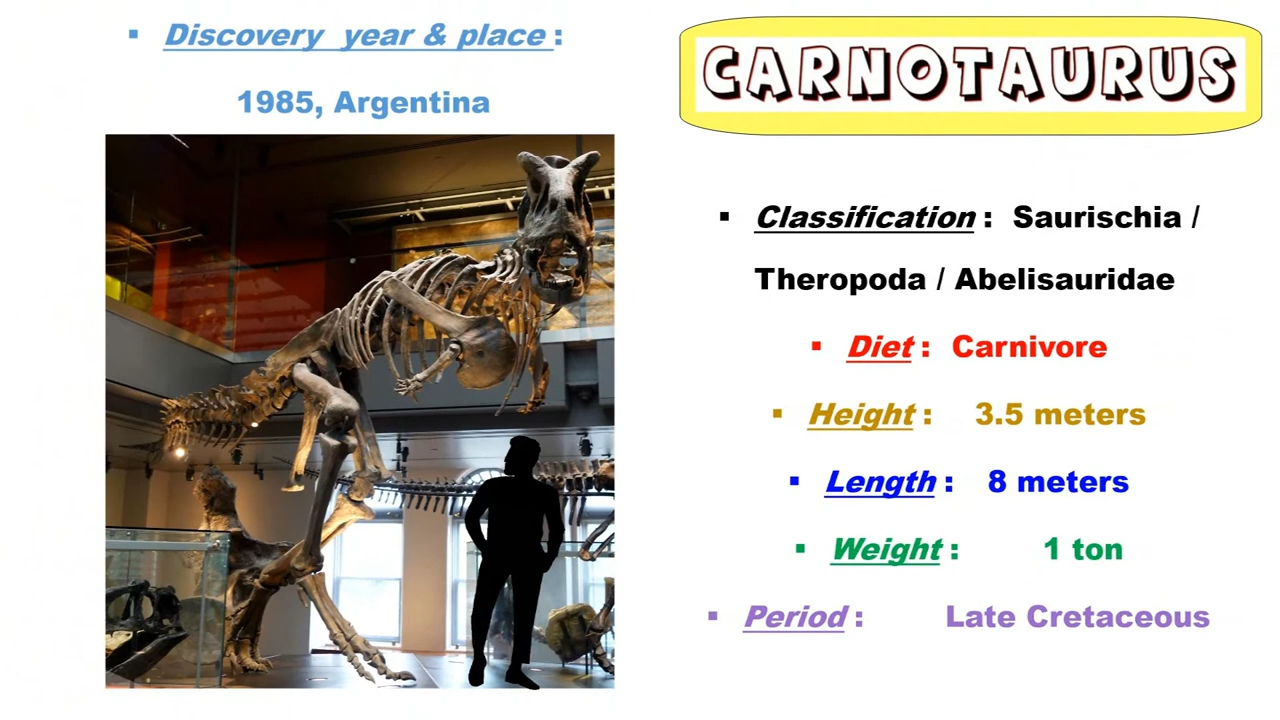 ▪ Discovery year & place :
1985, Argentina
CARNOTAURUS
▪ Classification : Saurischia /
Theropoda / Abelisauridae
▪ Diet : Carnivore
▪ Height : 3.5 meters
▪ Length : 8 meters
▪ Weight : 1 ton
▪ Period : Late Cretaceous